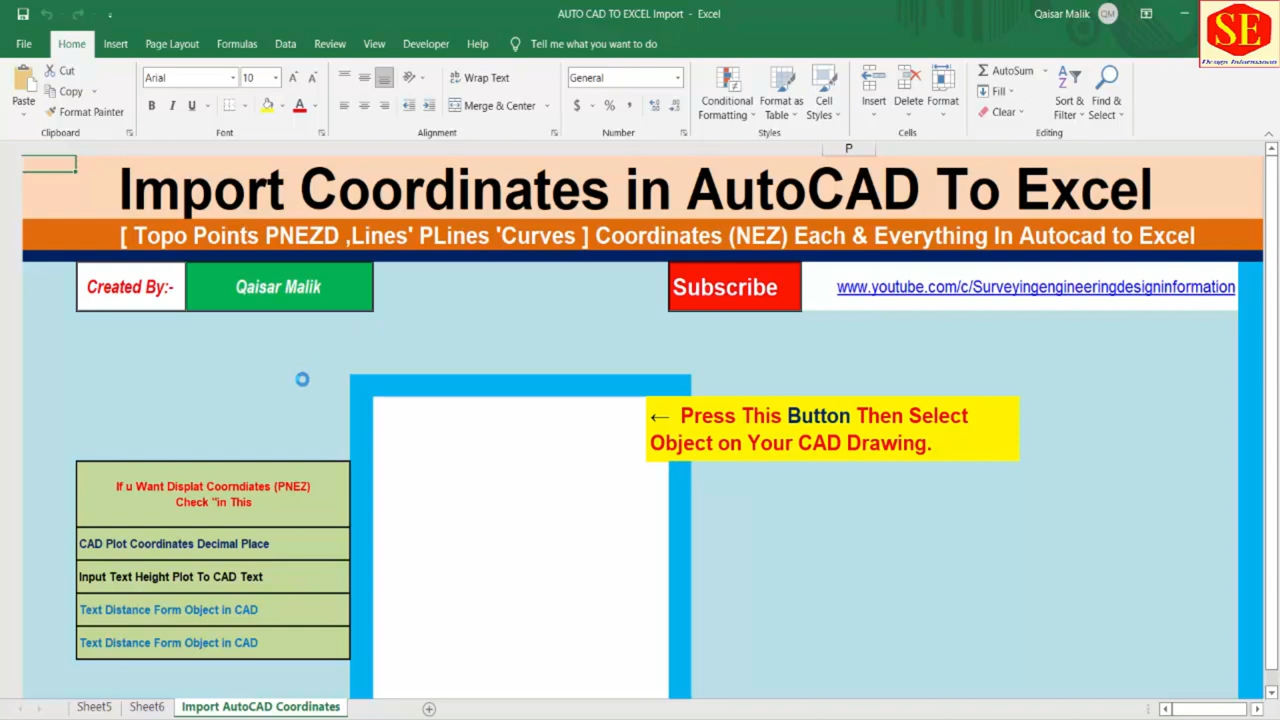 AUTO CAD TO EXCEL Import - Excel
Qaisar Malik QM
SE
Design Information
File Home Insert Page Layout Formulas Data Review View Developer Help Tell me what you want to do
Paste
Cut
Copy
Format Painter
Clipboard
Arial 10 A A
B I U A
Font
Wrap Text
Merge & Center
Alignment
General
$ % ,
Number
Conditional Formatting
Format as Table
Cell Styles
Styles
Insert Delete Format
Cells
AutoSum
Fill
Clear
Sort & Filter
Find & Select
Editing
P
Import Coordinates in AutoCAD To Excel
[ Topo Points PNEZD ,Lines' PLines 'Curves ] Coordinates (NEZ) Each & Everything In Autocad to Excel
Created By:- Qaisar Malik Subscribe www.youtube.com/c/Surveyingengineeringdesigninformation
← Press This Button Then Select
Object on Your CAD Drawing.
If u Want Displat Coorndiates (PNEZ)
Check "in This
CAD Plot Coordinates Decimal Place
Input Text Height Plot To CAD Text
Text Distance Form Object in CAD
Text Distance Form Object in CAD
Sheet5 Sheet6 Import AutoCAD Coordinates